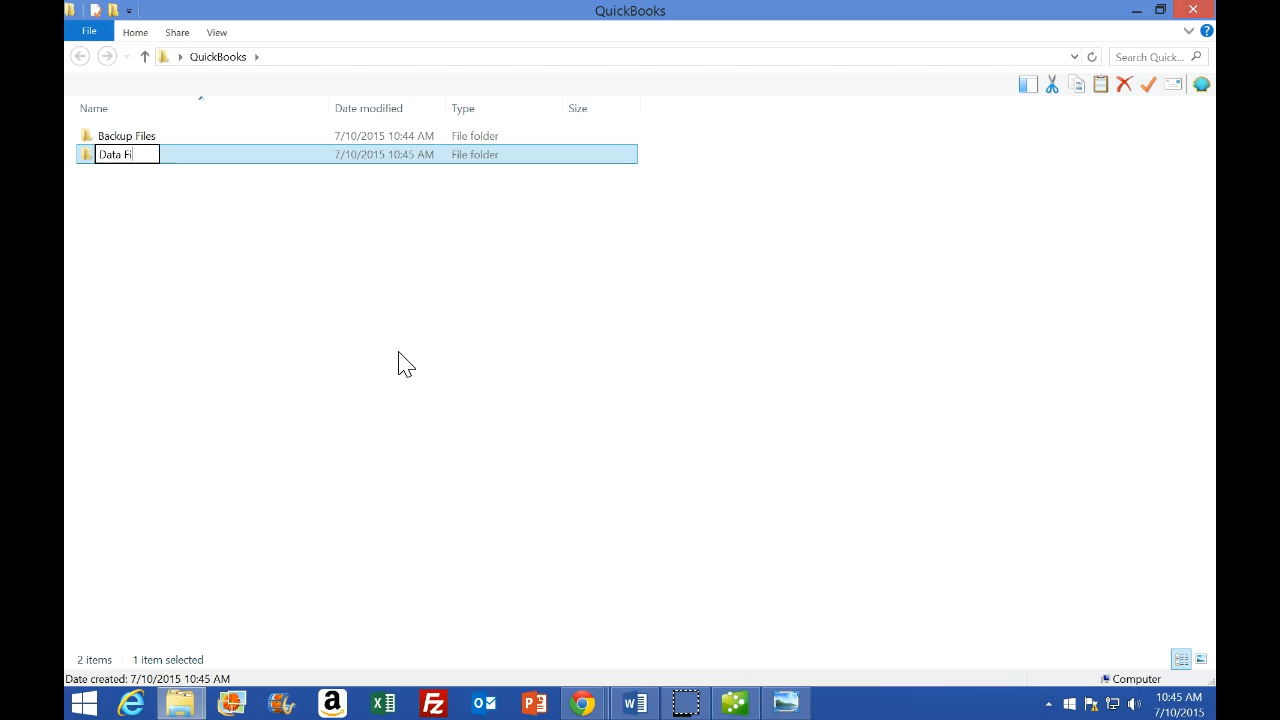 QuickBooks
File Home Share View
QuickBooks Search Quick...
Name Date modified Type Size
Backup Files 7/10/2015 10:44 AM File folder
Data Fi 7/10/2015 10:45 AM File folder
2 items 1 item selected
Date created: 7/10/2015 10:45 AM Computer
10:45 AM
7/10/2015